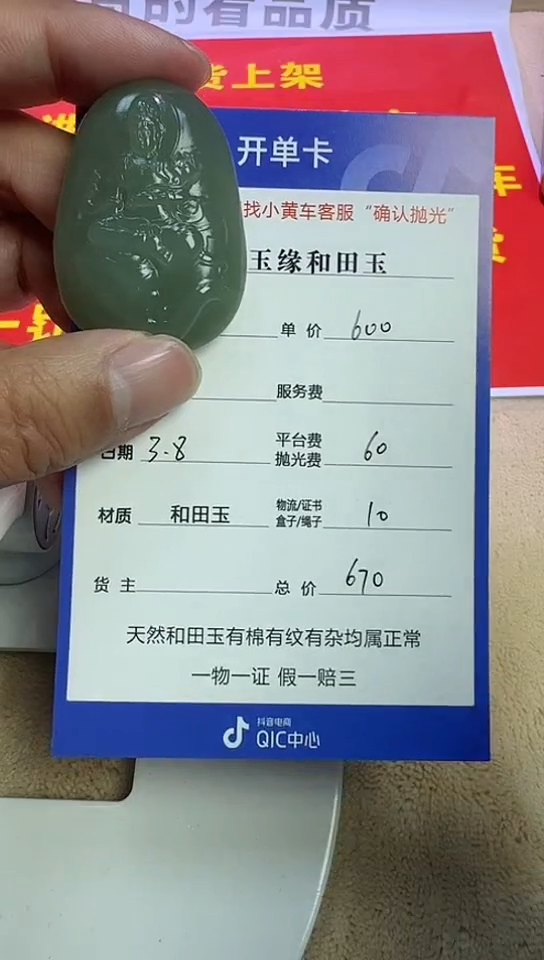 的看品质
货上架
开单卡
找小黄车客服“确认抛光”
玉缘和田玉
单价 600
服务费
日期 3.8
平台费
抛光费 60
材质 和田玉
物流/证书
盒子/绳子 10
货主
总价 670
天然和田玉有棉有纹有杂均属正常
一物一证 假一赔三
抖音电商
QIC中心